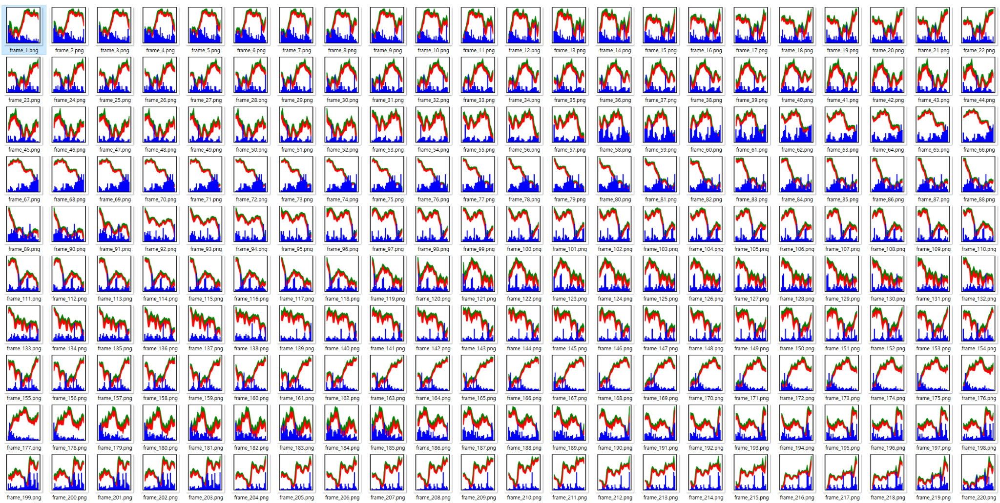 frame_1.png frame_2.png frame_3.png frame_4.png frame_5.png frame_6.png frame_7.png frame_8.png frame_9.png frame_10.png frame_11.png frame_12.png frame_13.png frame_14.png frame_15.png frame_16.png frame_17.png frame_18.png frame_19.png frame_20.png frame_21.png frame_22.png
frame_23.png frame_24.png frame_25.png frame_26.png frame_27.png frame_28.png frame_29.png frame_30.png frame_31.png frame_32.png frame_33.png frame_34.png frame_35.png frame_36.png frame_37.png frame_38.png frame_39.png frame_40.png frame_41.png frame_42.png frame_43.png frame_44.png
frame_45.png frame_46.png frame_47.png frame_48.png frame_49.png frame_50.png frame_51.png frame_52.png frame_53.png frame_54.png frame_55.png frame_56.png frame_57.png frame_58.png frame_59.png frame_60.png frame_61.png frame_62.png frame_63.png frame_64.png frame_65.png frame_66.png
frame_67.png frame_68.png frame_69.png frame_70.png frame_71.png frame_72.png frame_73.png frame_74.png frame_75.png frame_76.png frame_77.png frame_78.png frame_79.png frame_80.png frame_81.png frame_82.png frame_83.png frame_84.png frame_85.png frame_86.png frame_87.png frame_88.png
frame_89.png frame_90.png frame_91.png frame_92.png frame_93.png frame_94.png frame_95.png frame_96.png frame_97.png frame_98.png frame_99.png frame_100.png frame_101.png frame_102.png frame_103.png frame_104.png frame_105.png frame_106.png frame_107.png frame_108.png frame_109.png frame_110.png
frame_111.png frame_112.png frame_113.png frame_114.png frame_115.png frame_116.png frame_117.png frame_118.png frame_119.png frame_120.png frame_121.png frame_122.png frame_123.png frame_124.png frame_125.png frame_126.png frame_127.png frame_128.png frame_129.png frame_130.png frame_131.png frame_132.png
frame_133.png frame_134.png frame_135.png frame_136.png frame_137.png frame_138.png frame_139.png frame_140.png frame_141.png frame_142.png frame_143.png frame_144.png frame_145.png frame_146.png frame_147.png frame_148.png frame_149.png frame_150.png frame_151.png frame_152.png frame_153.png frame_154.png
frame_155.png frame_156.png frame_157.png frame_158.png frame_159.png frame_160.png frame_161.png frame_162.png frame_163.png frame_164.png frame_165.png frame_166.png frame_167.png frame_168.png frame_169.png frame_170.png frame_171.png frame_172.png frame_173.png frame_174.png frame_175.png frame_176.png
frame_177.png frame_178.png frame_179.png frame_180.png frame_181.png frame_182.png frame_183.png frame_184.png frame_185.png frame_186.png frame_187.png frame_188.png frame_189.png frame_190.png frame_191.png frame_192.png frame_193.png frame_194.png frame_195.png frame_196.png frame_197.png frame_198.png
frame_199.png frame_200.png frame_201.png frame_202.png frame_203.png frame_204.png frame_205.png frame_206.png frame_207.png frame_208.png frame_209.png frame_210.png frame_211.png frame_212.png frame_213.png frame_214.png frame_215.png frame_216.png frame_217.png frame_218.png frame_219.png frame_220.png